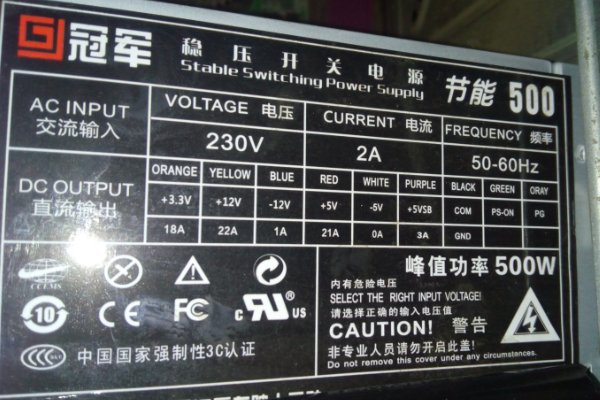 冠军 稳压开关电源 节能 500
Stable Switching Power Supply
AC INPUT VOLTAGE 电压 CURRENT 电流 FREQUENCY 频率
交流输入 230V 2A 50-60Hz
DC OUTPUT ORANGE YELLOW BLUE RED WHITE PURPLE BLACK GREEN ORAY
直流输出 +3.3V +12V -12V +5V -5V +5VSB COM PS-ON PG
18A 22A 1A 21A 0A 3A GND
峰值功率 500W
内有危险电压
SELECT THE RIGHT INPUT VOLTAGE!
请选择正确的输入电压值
CAUTION! 警告
非专业人员请勿开启此盖!
Do not remove this cover under any circumstances.
CCEMS
10 CE FC c RU US
CCC
中国国家强制性3C认证